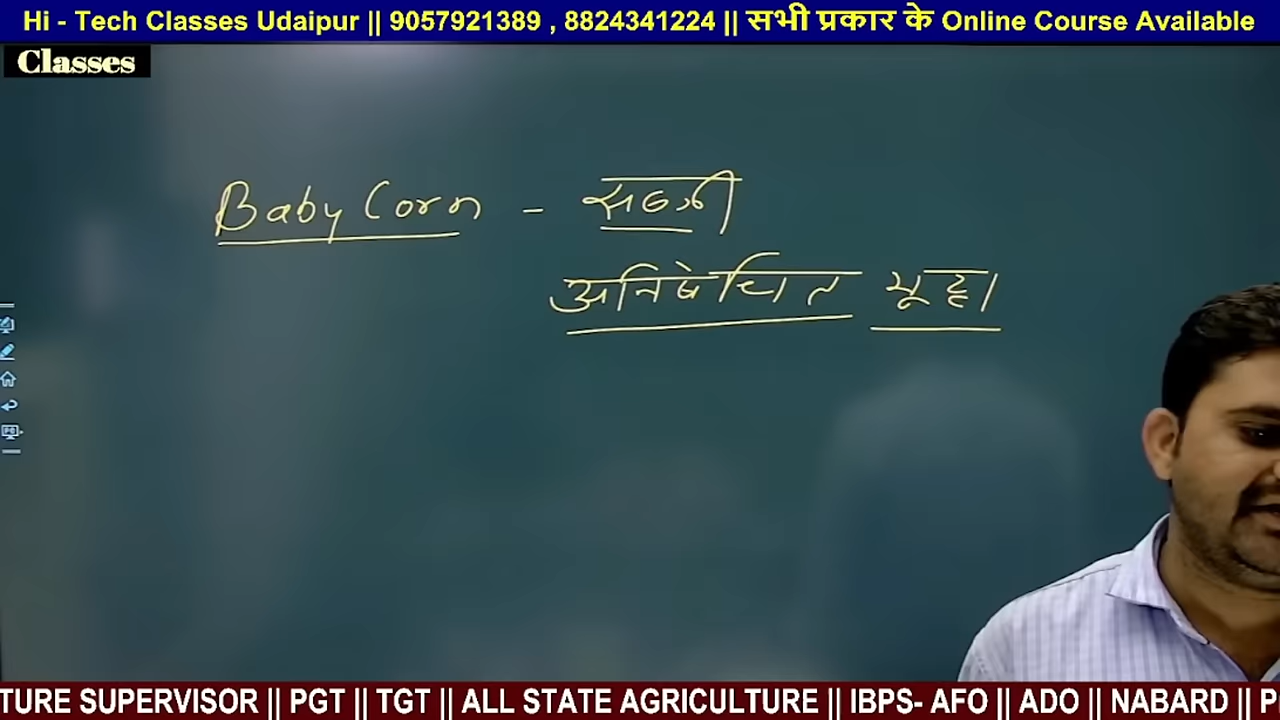 Hi - Tech Classes Udaipur || 9057921389 , 8824341224 || सभी प्रकार के Online Course Available
Classes
Baby Corn - सब्जी
अनिषेचित भूट्टा
TURE SUPERVISOR || PGT || TGT || ALL STATE AGRICULTURE || IBPS- AFO || ADO || NABARD || P